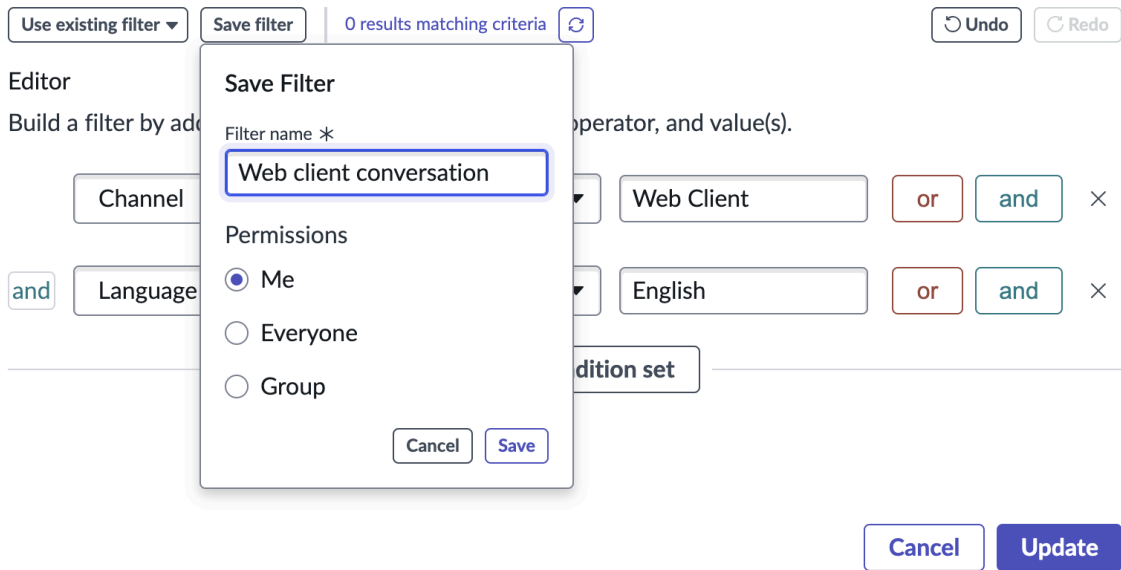 Use existing filter Save filter 0 results matching criteria Undo Redo
Editor
Build a filter by operator, and value(s).
Save Filter
Filter name *
Web client conversation
Permissions
Me
Everyone
Group
Cancel Save
Channel Web Client or and
and Language English or and
set
Cancel Update